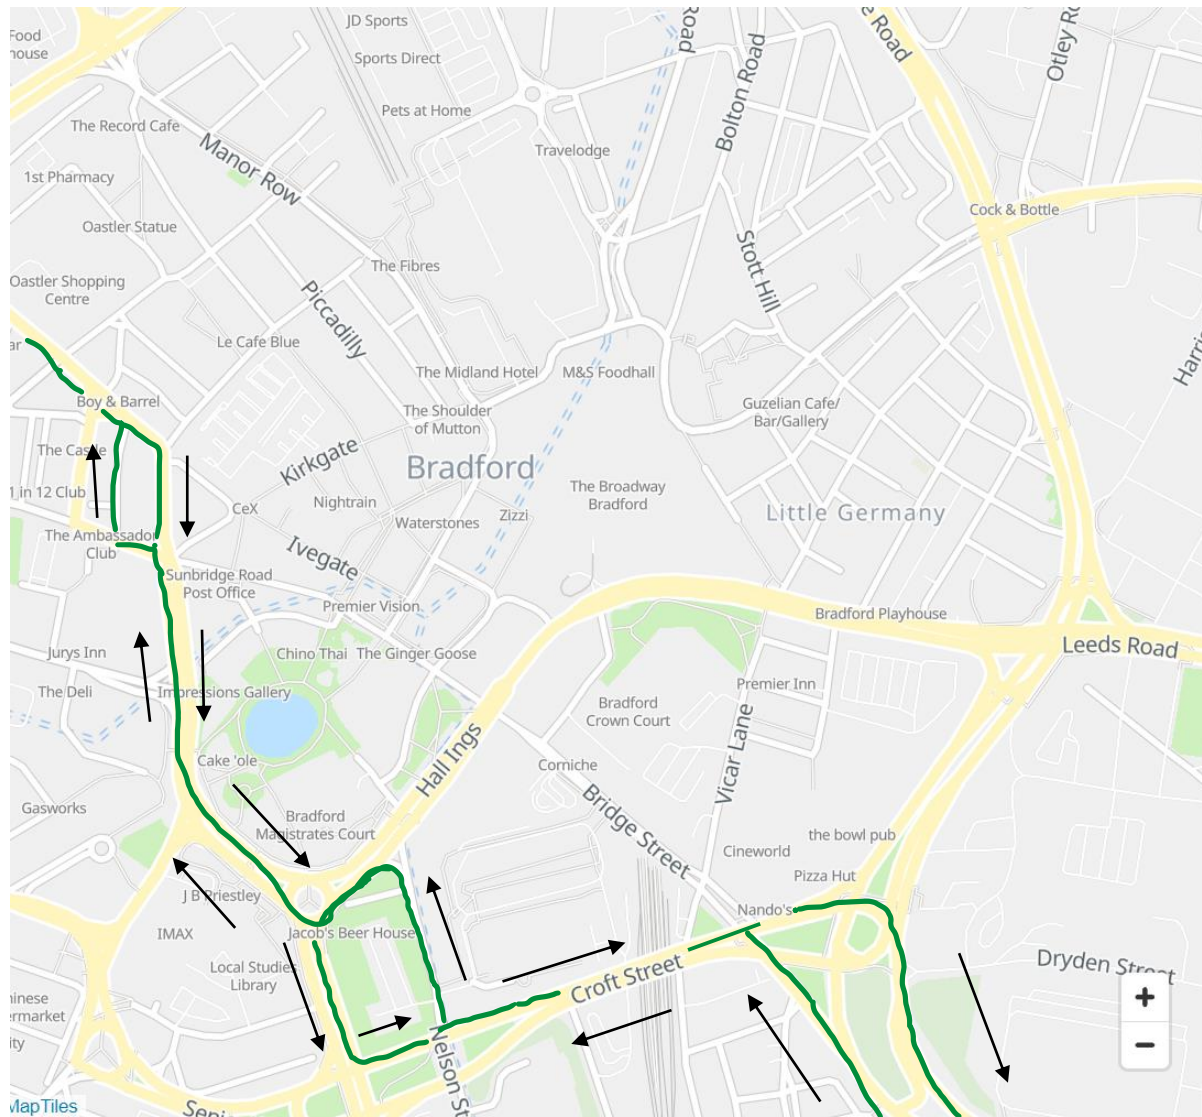 JD Sports
Sports Direct
Pets at Home
Travelodge
Road
Bolton Road
e Road
Otley Ro
Food
house
The Record Cafe
Manor Row
1st Pharmacy
Oastler Statue
The Fibres
Oastler Shopping
Centre
Piccadilly
Le Cafe Blue
Stott Hill
Cock & Bottle
Harris
ar
The Midland Hotel
M&S Foodhall
Boy & Barrel
The Shoulder
of Mutton
Guzelian Cafe/
Bar/Gallery
The Castle
Kirkgate
Bradford
1 in 12 Club
CeX
Nightrain
Waterstones
Zizzi
The Broadway
Bradford
Little Germany
The Ambassador
Club
Ivegate
Sunbridge Road
Post Office
Premier Vision
Bradford Playhouse
Leeds Road
Jurys Inn
Chino Thai
The Ginger Goose
The Deli
Impressions Gallery
Premier Inn
Bradford
Crown Court
Cake 'ole
Hall Ings
Vicar Lane
Corniche
Gasworks
Bradford
Magistrates Court
Bridge Street
the bowl pub
Cineworld
Pizza Hut
J B Priestley
Nando's
IMAX
Jacob's Beer House
Local Studies
Library
Croft Street
Dryden Street
hinese
ermarket
ity
Nelson St
+
−
MapTiles